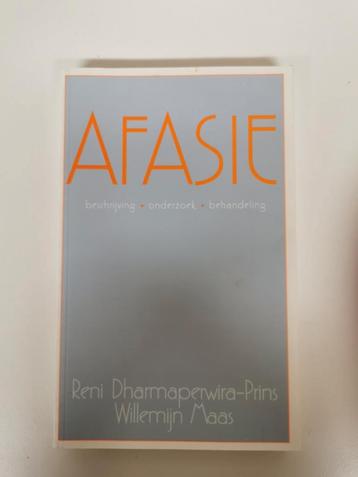 AFASIE
beschrijving • onderzoek • behandeling
Reni Dharmaperwira-Prins
Willemijn Maas